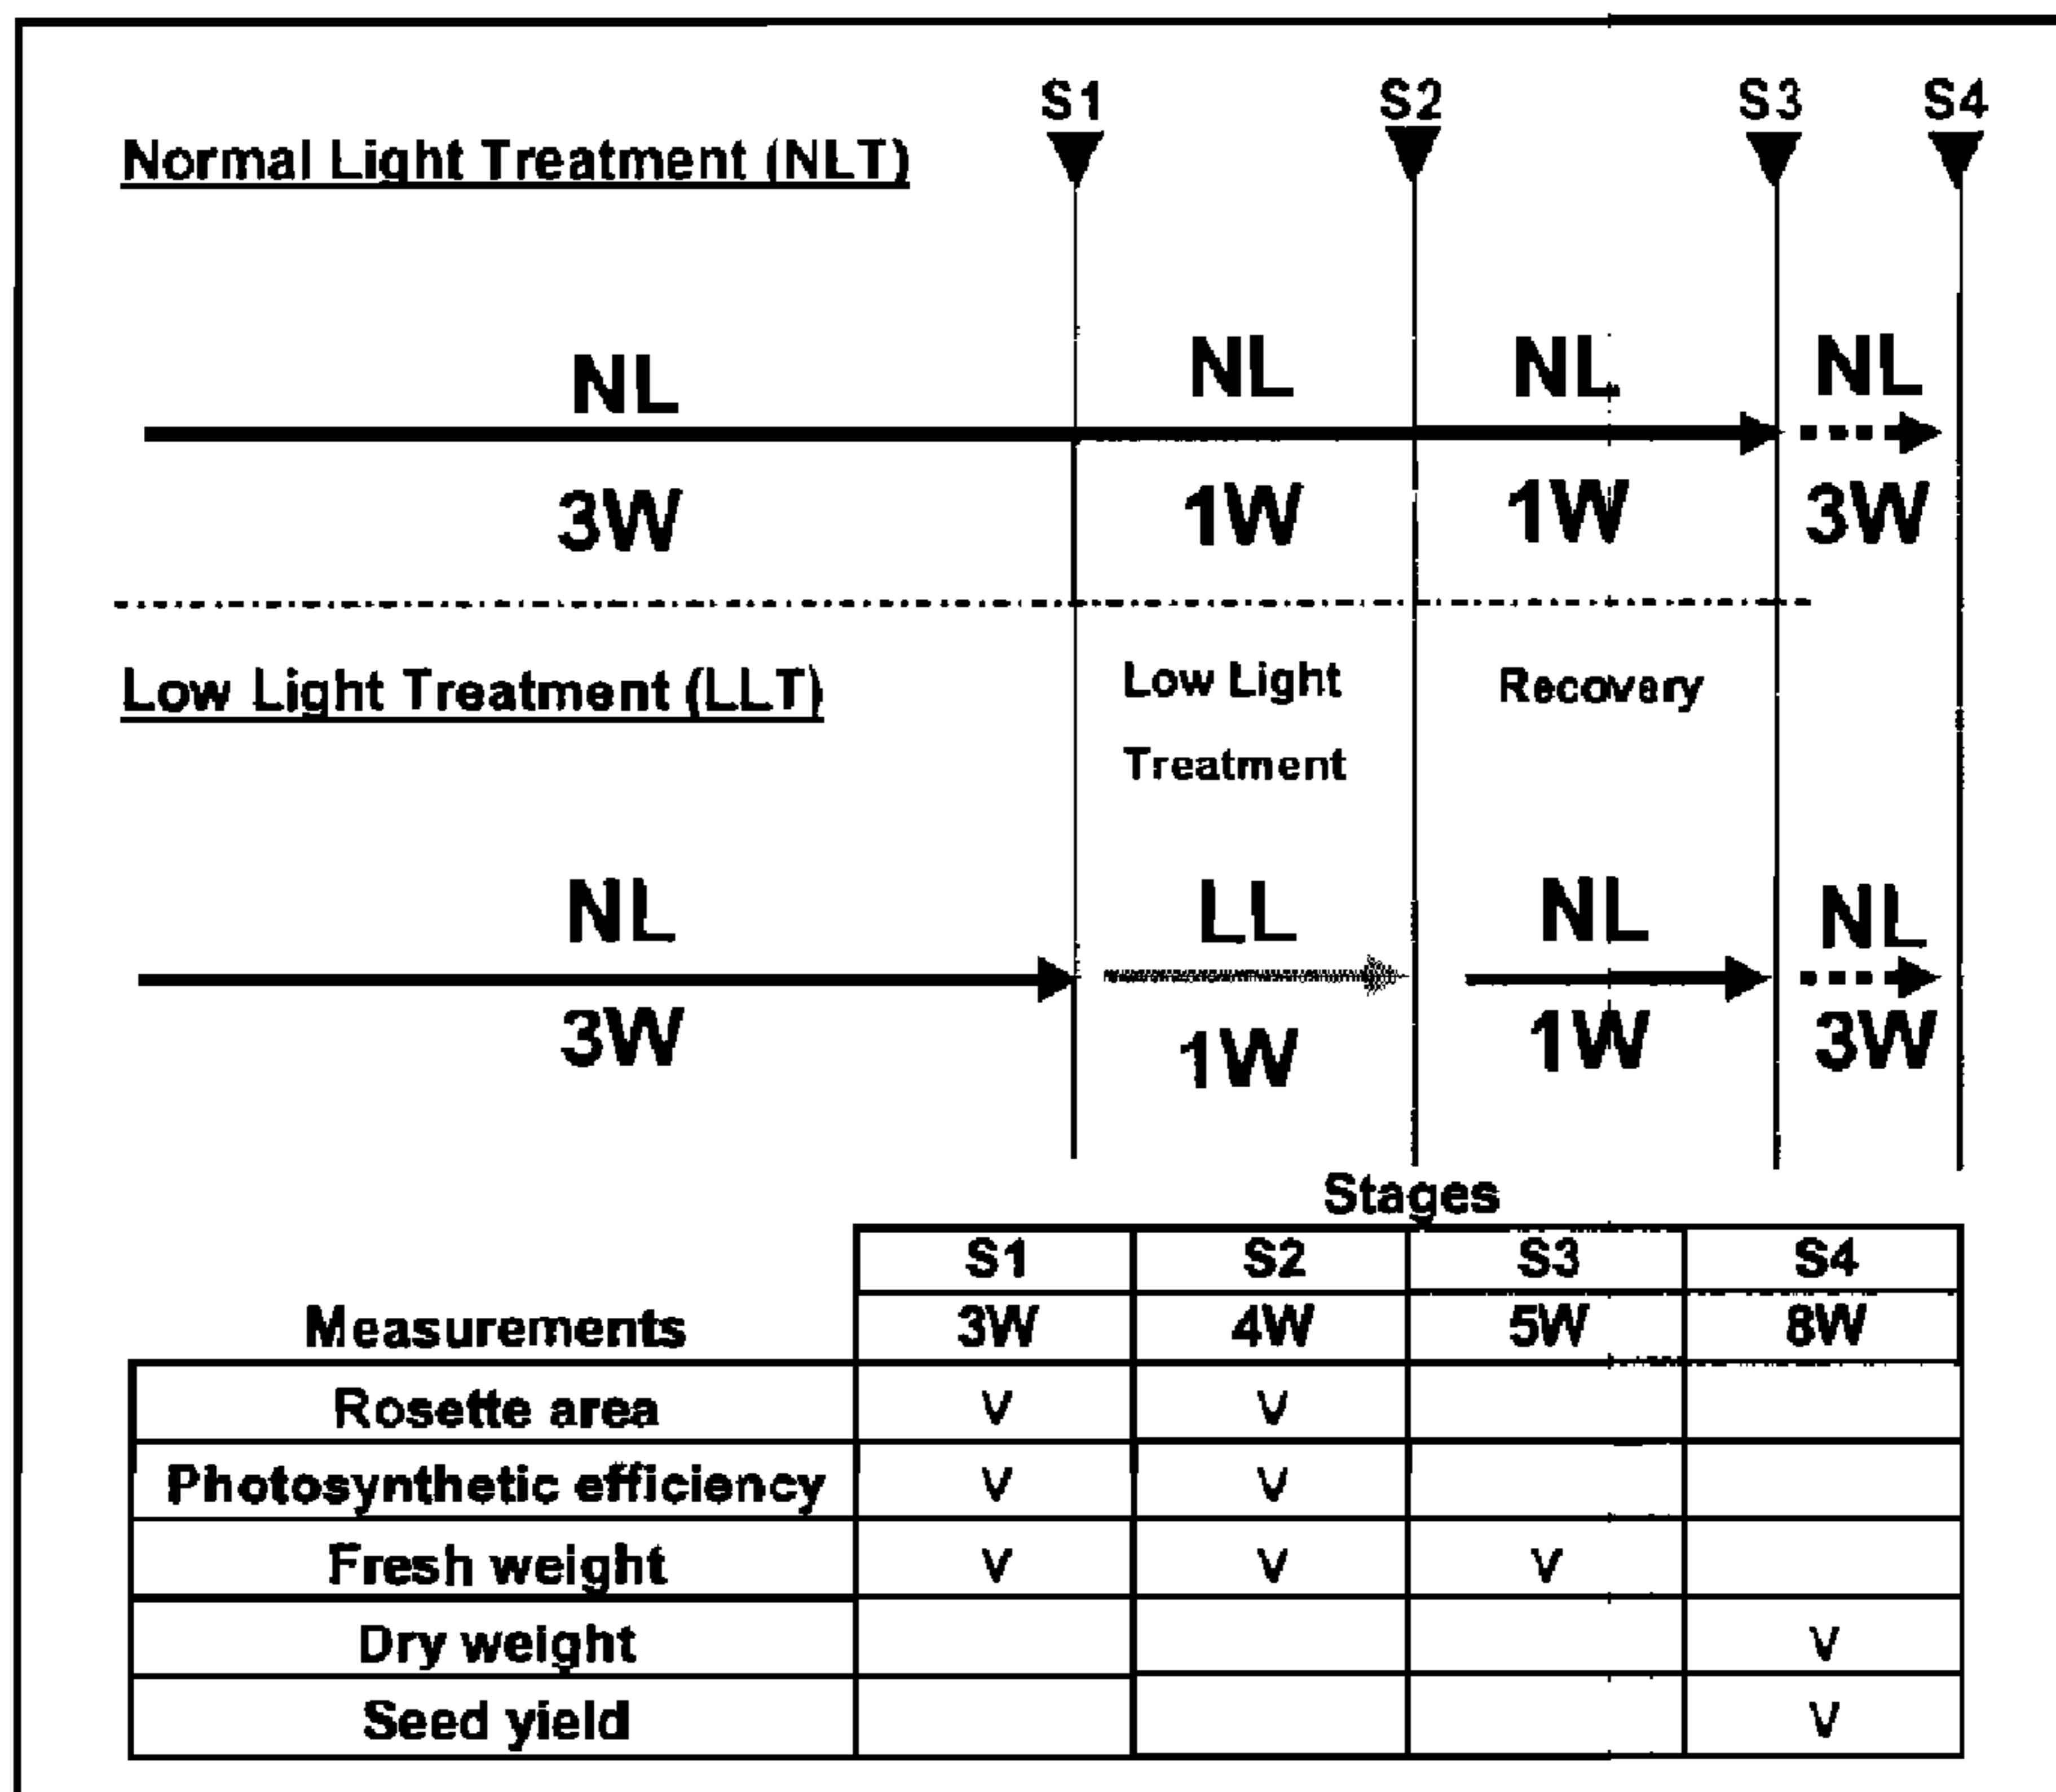 S1 S2 S3 S4
Normal Light Treatment (NLT)
NL NL NL NL
3W 1W 1W 3W
Low Light Treatment (LLT)
Low Light
Treatment
Recovery
NL LL NL NL
3W 1W 1W 3W
Stages
S1 S2 S3 S4
Measurements 3W 4W 5W 8W
Rosette area v v
Photosynthetic efficiency v v
Fresh weight v v v
Dry weight v
Seed yield v